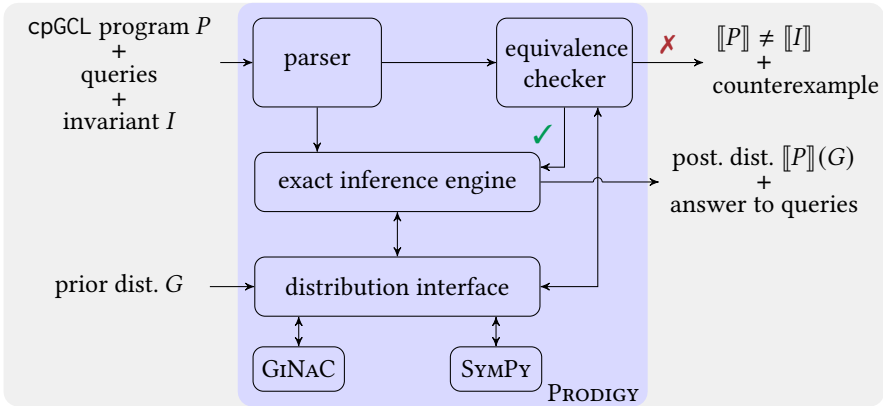 cpGCL program P
+
queries
+
invariant I
parser
equivalence
checker
✗
⟦P⟧ ≠ ⟦I⟧
+
counterexample
✓
exact inference engine
post. dist. ⟦P⟧(G)
+
answer to queries
prior dist. G
distribution interface
GiNaC
SymPy
Prodigy